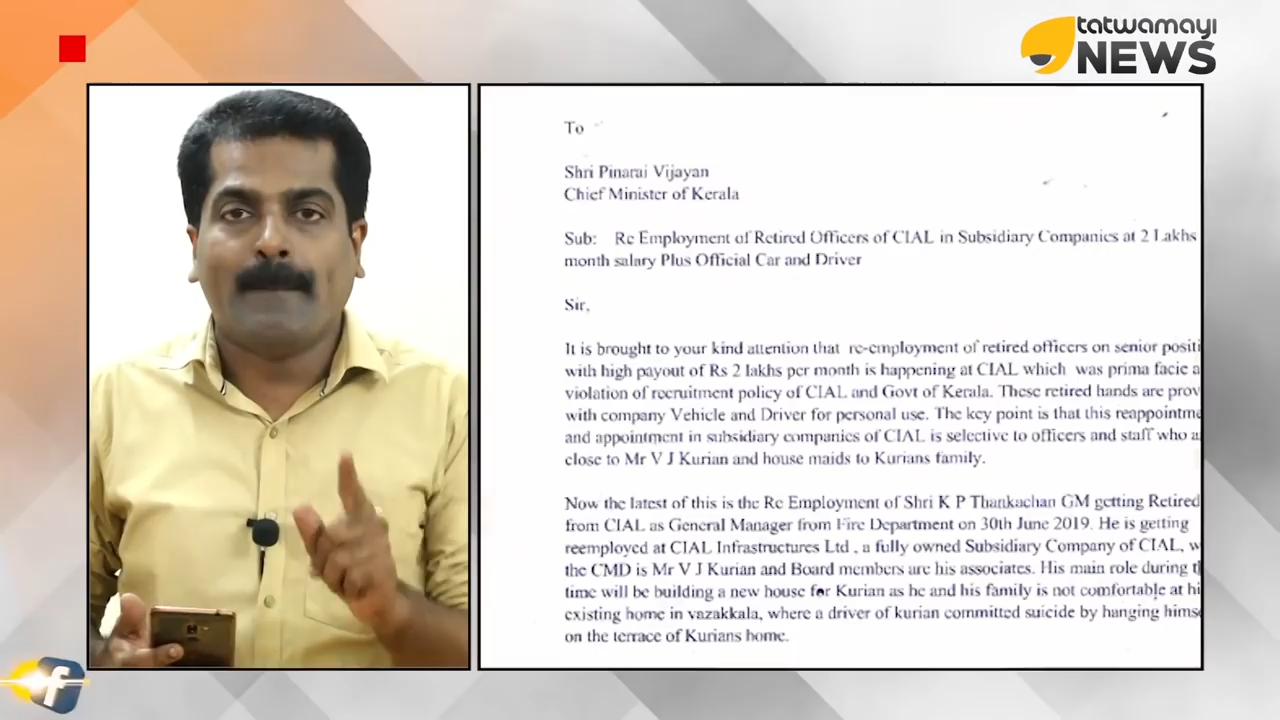 tatwamayi
NEWS
To
Shri Pinarai Vijayan
Chief Minister of Kerala
Sub: Re Employment of Retired Officers of CIAL in Subsidiary Companies at 2 Lakhs
month salary Plus Official Car and Driver
Sir,
It is brought to your kind attention that re-employment of retired officers on senior positi
with high payout of Rs 2 lakhs per month is happening at CIAL which was prima facie a
violation of recruitment policy of CIAL and Govt of Kerala. These retired hands are prov
with company Vehicle and Driver for personal use. The key point is that this reappointme
and appointment in subsidiary companies of CIAL is selective to officers and staff who a
close to Mr V J Kurian and house maids to Kurians family.
Now the latest of this is the Re Employment of Shri K P Thankachan GM getting Retired
from CIAL as General Manager from Fire Department on 30th June 2019. He is getting
reemployed at CIAL Infrastructures Ltd , a fully owned Subsidiary Company of CIAL, w
the CMD is Mr V J Kurian and Board members are his associates. His main role during t
time will be building a new house for Kurian as he and his family is not comfortable at hi
existing home in vazakkala, where a driver of kurian committed suicide by hanging hims
on the terrace of Kurians home.
f